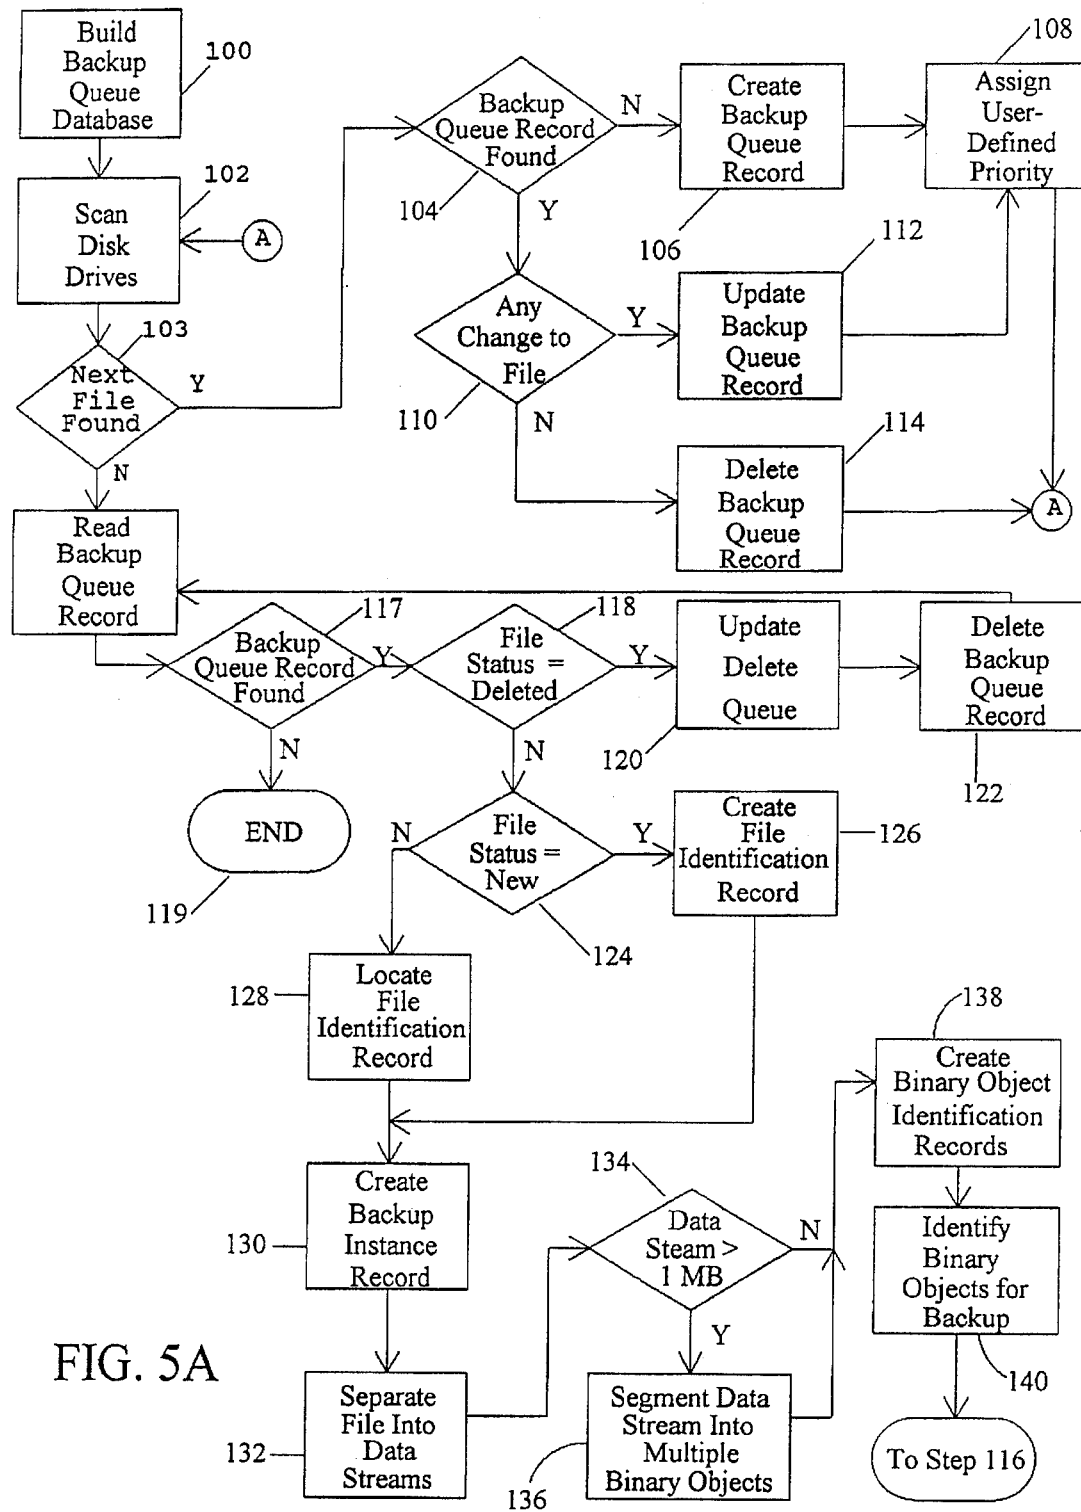 Build
Backup
Queue
Database
100
102
Scan
Disk
Drives
A
103
Next
File
Found
Y
N
Backup
Queue Record
Found
104
N
Y
Create
Backup
Queue
Record
106
108
Assign
User-
Defined
Priority
Any
Change to
File
110
Y
N
112
Update
Backup
Queue
Record
114
Delete
Backup
Queue
Record
A
Read
Backup
Queue
Record
117
Backup
Queue Record
Found
Y
N
END
119
118
File
Status =
Deleted
Y
N
Update
Delete
Queue
120
Delete
Backup
Queue
Record
122
File
Status =
New
N
Y
124
Create
File
Identification
Record
126
128
Locate
File
Identification
Record
130
Create
Backup
Instance
Record
132
Separate
File Into
Data
Streams
134
Data
Steam >
1 MB
N
Y
136
Segment Data
Stream Into
Multiple
Binary Objects
138
Create
Binary Object
Identification
Records
Identify
Binary
Objects for
Backup
140
To Step 116
FIG. 5A